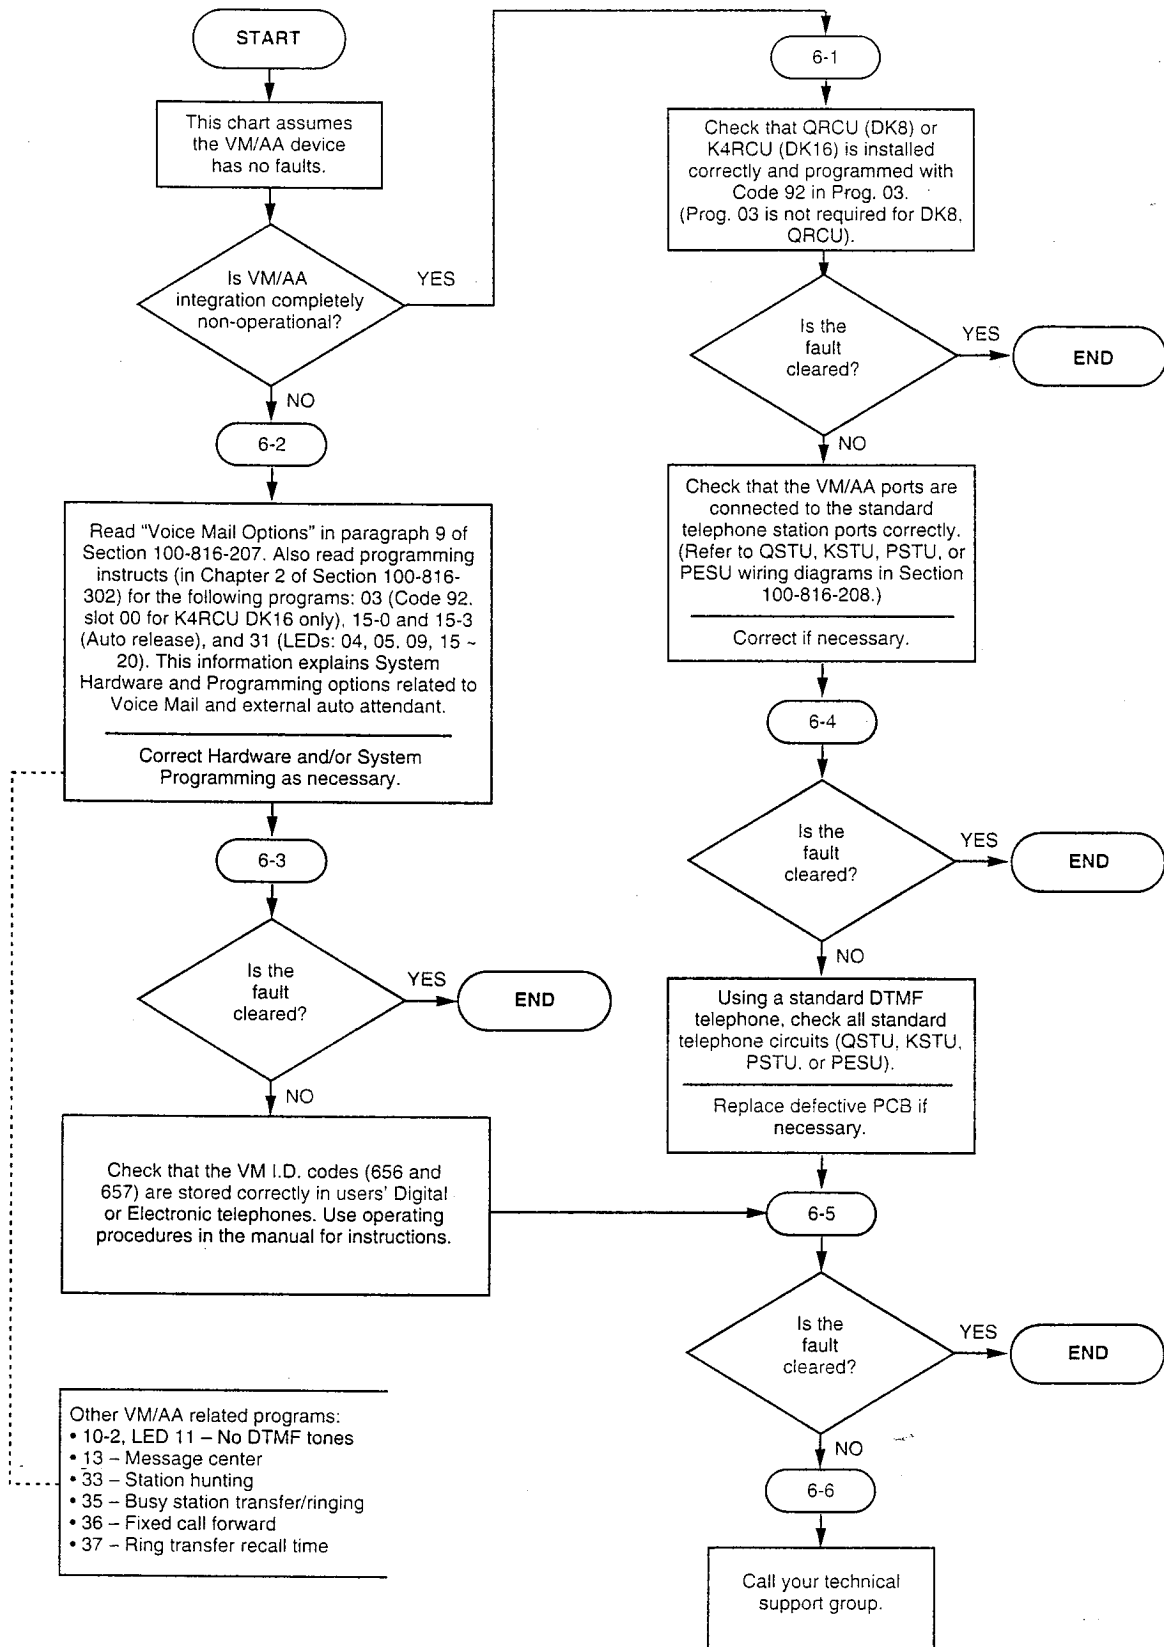 START
This chart assumes
the VM/AA device
has no faults.
Is VM/AA
integration completely
non-operational?
YES
NO
6-2
Read “Voice Mail Options” in paragraph 9 of
Section 100-816-207. Also read programming
instructs (in Chapter 2 of Section 100-816-
302) for the following programs: 03 (Code 92,
slot 00 for K4RCU DK16 only), 15-0 and 15-3
(Auto release), and 31 (LEDs: 04, 05, 09, 15 ~
20). This information explains System
Hardware and Programming options related to
Voice Mail and external auto attendant.
Correct Hardware and/or System
Programming as necessary.
6-3
Is the
fault
cleared?
YES
END
NO
Check that the VM I.D. codes (656 and
657) are stored correctly in users’ Digital
or Electronic telephones. Use operating
procedures in the manual for instructions.
Other VM/AA related programs:
• 10-2, LED 11 – No DTMF tones
• 13 – Message center
• 33 – Station hunting
• 35 – Busy station transfer/ringing
• 36 – Fixed call forward
• 37 – Ring transfer recall time
6-1
Check that QRCU (DK8) or
K4RCU (DK16) is installed
correctly and programmed with
Code 92 in Prog. 03.
(Prog. 03 is not required for DK8,
QRCU).
Is the
fault
cleared?
YES
END
NO
Check that the VM/AA ports are
connected to the standard
telephone station ports correctly.
(Refer to QSTU, KSTU, PSTU, or
PESU wiring diagrams in Section
100-816-208.)
Correct if necessary.
6-4
Is the
fault
cleared?
YES
END
NO
Using a standard DTMF
telephone, check all standard
telephone circuits (QSTU, KSTU,
PSTU, or PESU).
Replace defective PCB if
necessary.
6-5
Is the
fault
cleared?
YES
END
NO
6-6
Call your technical
support group.